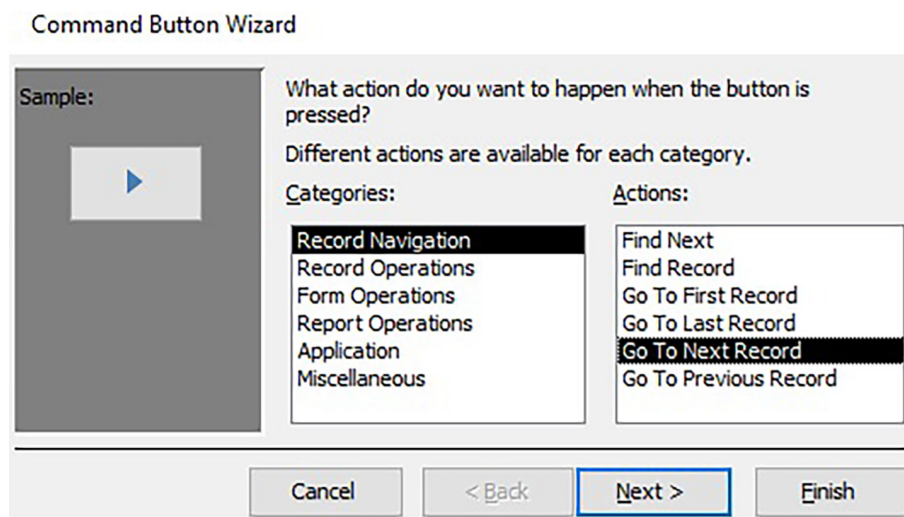 Command Button Wizard
Sample:
What action do you want to happen when the button is
pressed?
Different actions are available for each category.
Categories:
Record Navigation
Record Operations
Form Operations
Report Operations
Application
Miscellaneous
Actions:
Find Next
Find Record
Go To First Record
Go To Last Record
Go To Next Record
Go To Previous Record
Cancel
< Back
Next >
Finish